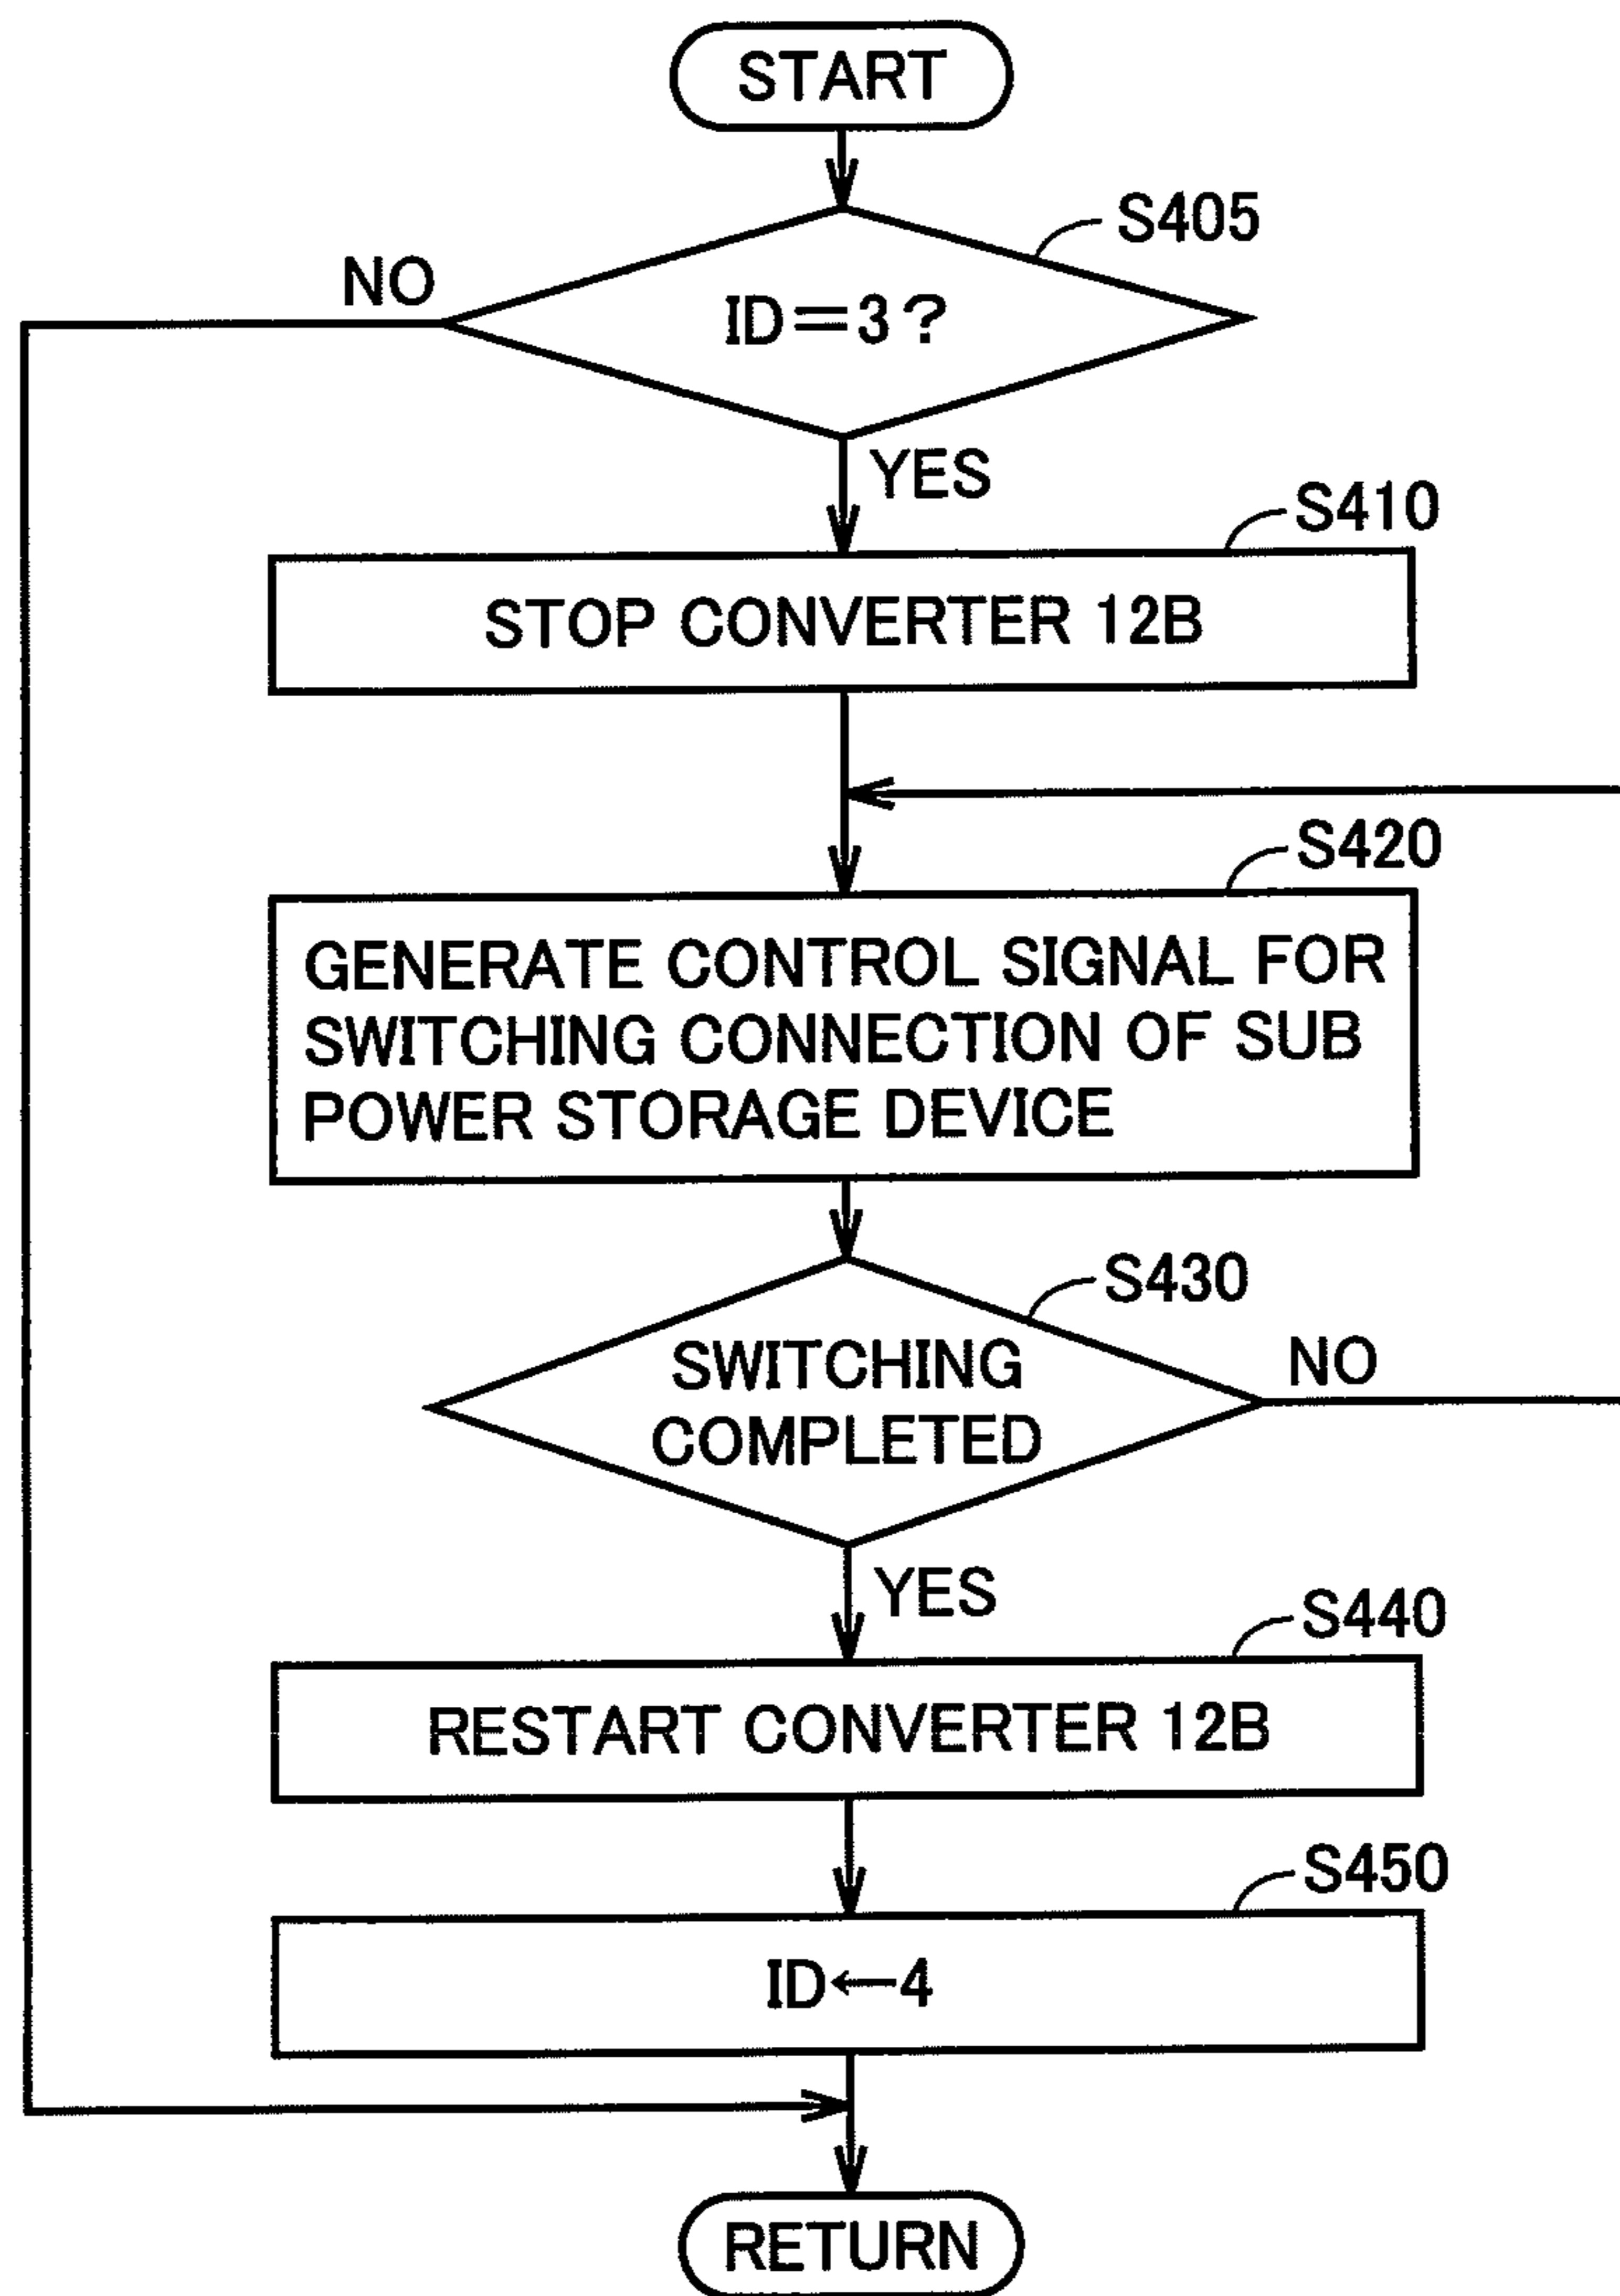 START
S405
NO
ID=3?
YES
S410
STOP CONVERTER 12B
S420
GENERATE CONTROL SIGNAL FOR
SWITCHING CONNECTION OF SUB
POWER STORAGE DEVICE
S430
SWITCHING
COMPLETED
NO
YES
S440
RESTART CONVERTER 12B
S450
ID←4
RETURN